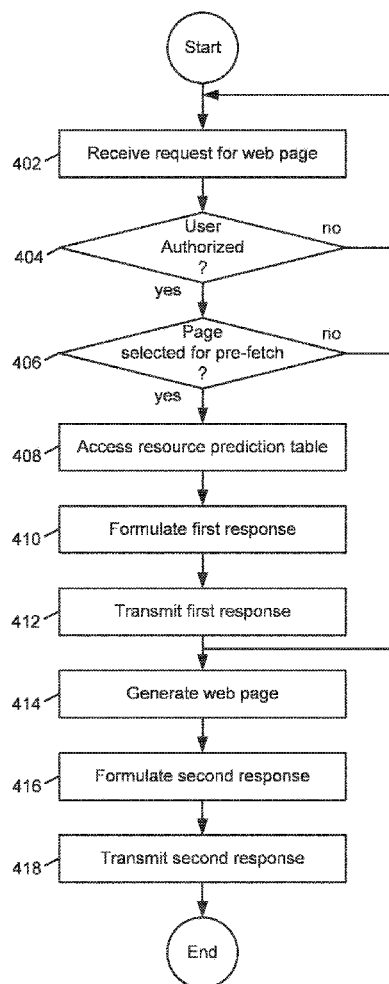 Start
402
Receive request for web page
User
Authorized
?
404
no
yes
Page
selected for pre-fetch
?
406
no
yes
408
Access resource prediction table
410
Formulate first response
412
Transmit first response
414
Generate web page
416
Formulate second response
418
Transmit second response
End